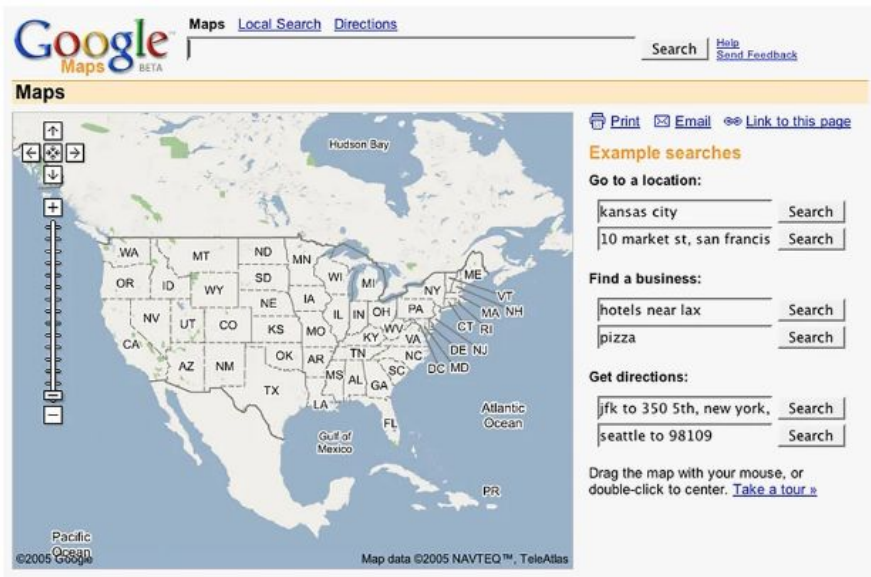 Google
Maps BETA
Maps Local Search Directions
Search
Help
Send Feedback
Maps
Hudson Bay
WA
MT
ND
MN
OR
ID
WY
SD
WI
MI
NY
ME
VT
NV
UT
CO
NE
IA
IL
IN
OH
PA
MA NH
CA
KS
MO
KY
WV
VA
CT RI
AZ
NM
OK
AR
TN
NC
DE NJ
TX
MS
AL
GA
SC
DC MD
LA
FL
Atlantic
Ocean
Gulf of
Mexico
PR
Pacific
Ocean
©2005 Google
Map data ©2005 NAVTEQ™, TeleAtlas
Print Email Link to this page
Example searches
Go to a location:
kansas city Search
10 market st, san francis Search
Find a business:
hotels near lax Search
pizza Search
Get directions:
jfk to 350 5th, new york, Search
seattle to 98109 Search
Drag the map with your mouse, or
double-click to center. Take a tour »